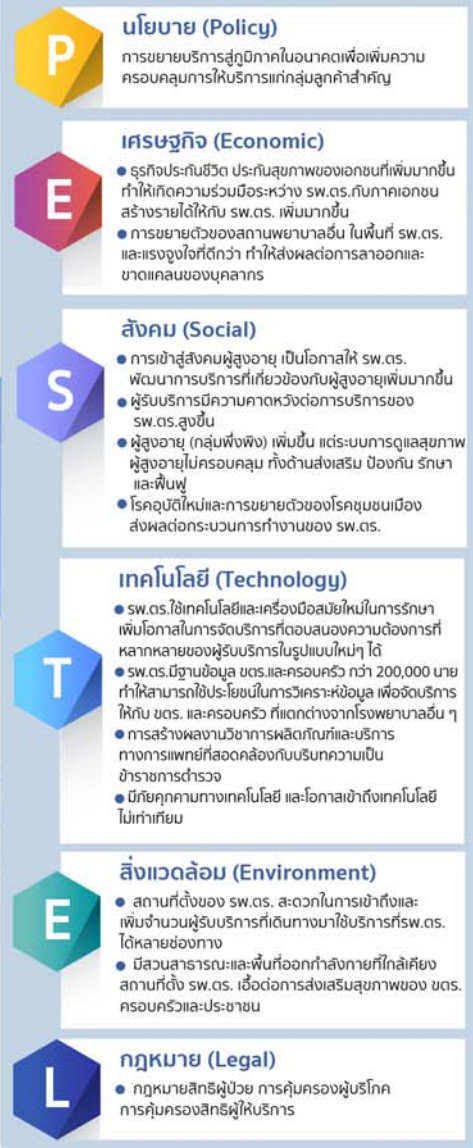 P
นโยบาย (Policy)
การขยายบริการสู่ภูมิภาคในอนาคตเพื่อเพิ่มความ
ครอบคลุมการให้บริการแก่กลุ่มลูกค้าสำคัญ
E
เศรษฐกิจ (Economic)
● ธุรกิจประกันชีวิต ประกันสุขภาพของเอกชนที่เพิ่มมากขึ้น
ทำให้เกิดความร่วมมือระหว่าง รพ.ตร.กับภาคเอกชน
สร้างรายได้ให้กับ รพ.ตร. เพิ่มมากขึ้น
● การขยายตัวของสถานพยาบาลอื่น ในพื้นที่ รพ.ตร.
และแรงจูงใจที่ดีกว่า ทำให้ส่งผลต่อการลาออกและ
ขาดแคลนของบุคลากร
S
สังคม (Social)
● การเข้าสู่สังคมผู้สูงอายุ เป็นโอกาสให้ รพ.ตร.
พัฒนาการบริการที่เกี่ยวข้องกับผู้สูงอายุเพิ่มมากขึ้น
● ผู้รับบริการมีความคาดหวังต่อการบริการของ
รพ.ตร.สูงขึ้น
● ผู้สูงอายุ (กลุ่มพึ่งพิง) เพิ่มขึ้น แต่ระบบการดูแลสุขภาพ
ผู้สูงอายุไม่ครอบคลุม ทั้งด้านส่งเสริม ป้องกัน รักษา
และฟื้นฟู
● โรคอุบัติใหม่และการขยายตัวของโรคชุมชนเมือง
ส่งผลต่อกระบวนการทำงานของ รพ.ตร.
T
เทคโนโลยี (Technology)
● รพ.ตร.ใช้เทคโนโลยีและเครื่องมือสมัยใหม่ในการรักษา
เพิ่มโอกาสในการจัดบริการที่ตอบสนองความต้องการที่
หลากหลายของผู้รับบริการในรูปแบบใหม่ๆ ได้
● รพ.ตร.มีฐานข้อมูล ขตร.และครอบครัว กว่า 200,000 นาย
ทำให้สามารถใช้ประโยชน์ในการวิเคราะห์ข้อมูล เพื่อจัดบริการ
ให้กับ ขตร. และครอบครัว ที่แตกต่างจากโรงพยาบาลอื่น ๆ
● การสร้างผลงานวิชาการผลิตภัณฑ์และบริการ
ทางการแพทย์ที่สอดคล้องกับบริบทความเป็น
ข้าราชการตำรวจ
● มีภัยคุกคามทางเทคโนโลยี และโอกาสเข้าถึงเทคโนโลยี
ไม่เท่าเทียม
E
สิ่งแวดล้อม (Environment)
● สถานที่ตั้งของ รพ.ตร. สะดวกในการเข้าถึงและ
เพิ่มจำนวนผู้รับบริการที่เดินทางมาใช้บริการที่รพ.ตร.
ได้หลายช่องทาง
● มีสวนสาธารณะและพื้นที่ออกกำลังกายที่ใกล้เคียง
สถานที่ตั้ง รพ.ตร. เอื้อต่อการส่งเสริมสุขภาพของ ขตร.
ครอบครัวและประชาชน
L
กฎหมาย (Legal)
● กฎหมายสิทธิผู้ป่วย การคุ้มครองผู้บริโภค
การคุ้มครองสิทธิผู้ให้บริการ